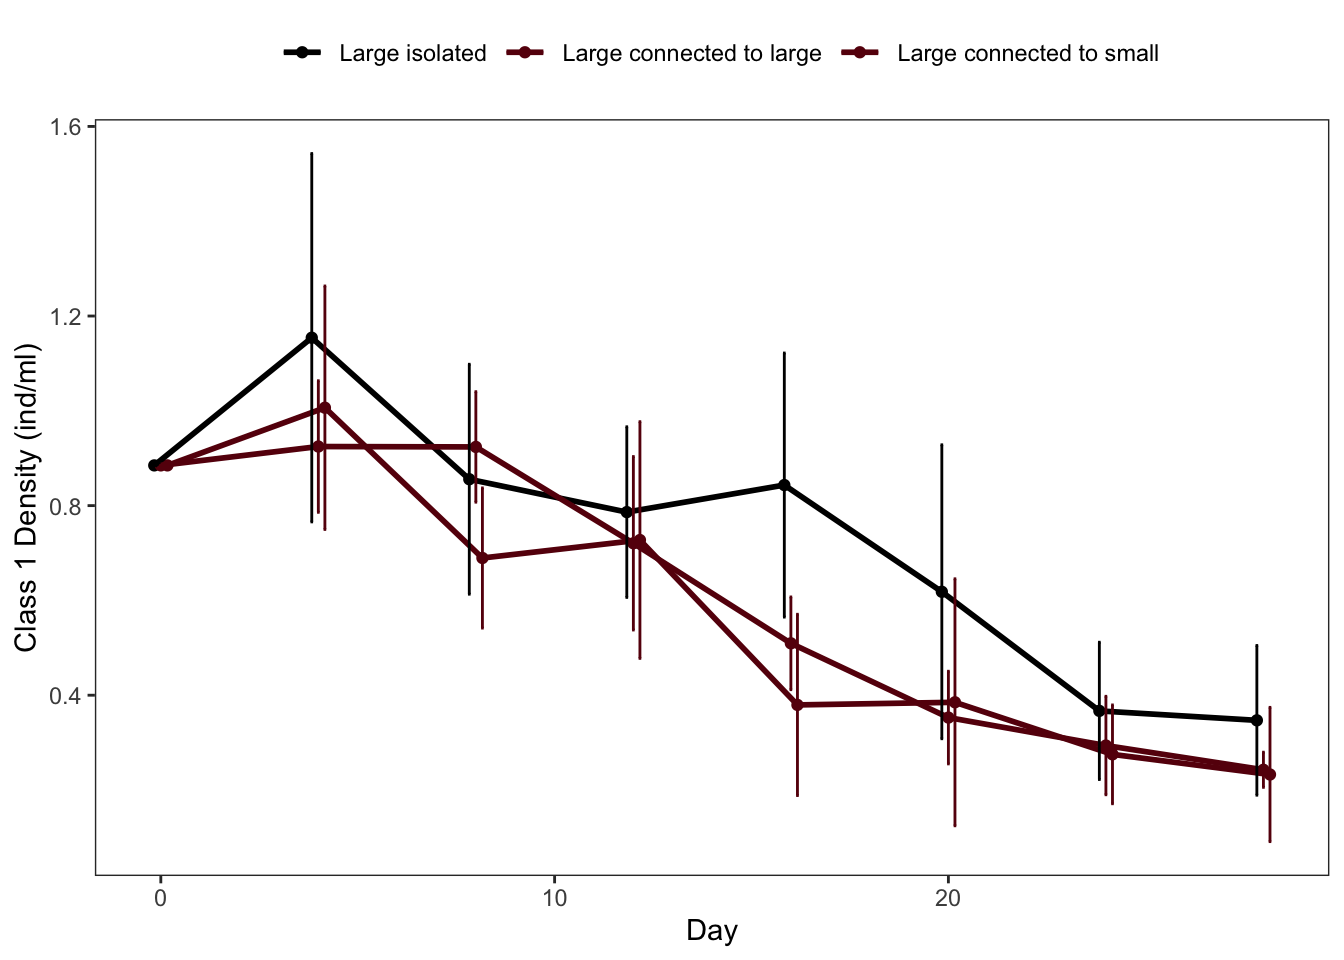 Large isolated Large connected to large Large connected to small
1.6
1.2
0.8
0.4
Class 1 Density (ind/ml)
0 10 20
Day